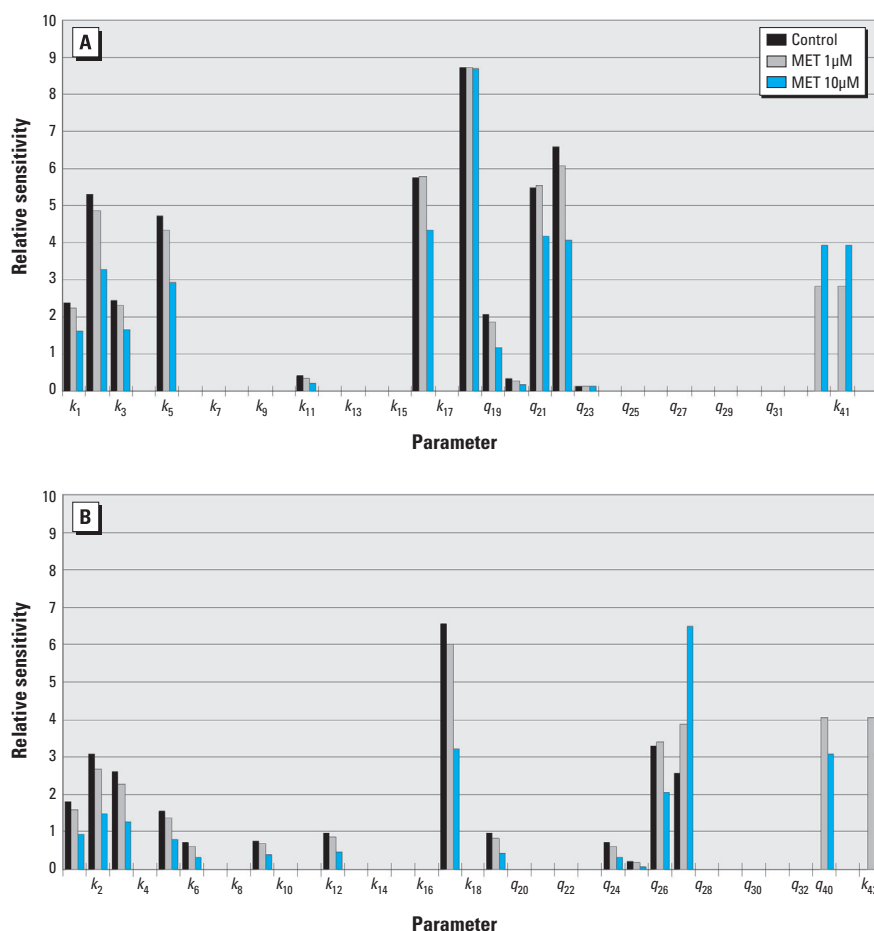 A
Control
MET 1µM
MET 10µM
10
9
8
7
6
5
4
3
2
1
0
Relative sensitivity
k1 k3 k5 k7 k9 k11 k13 k15 k17 q19 q21 q23 q25 q27 q29 q31 k41
Parameter
B
10
9
8
7
6
5
4
3
2
1
0
Relative sensitivity
k2 k4 k6 k8 k10 k12 k14 k16 k18 q20 q22 q24 q26 q28 q30 q32 q40
Parameter